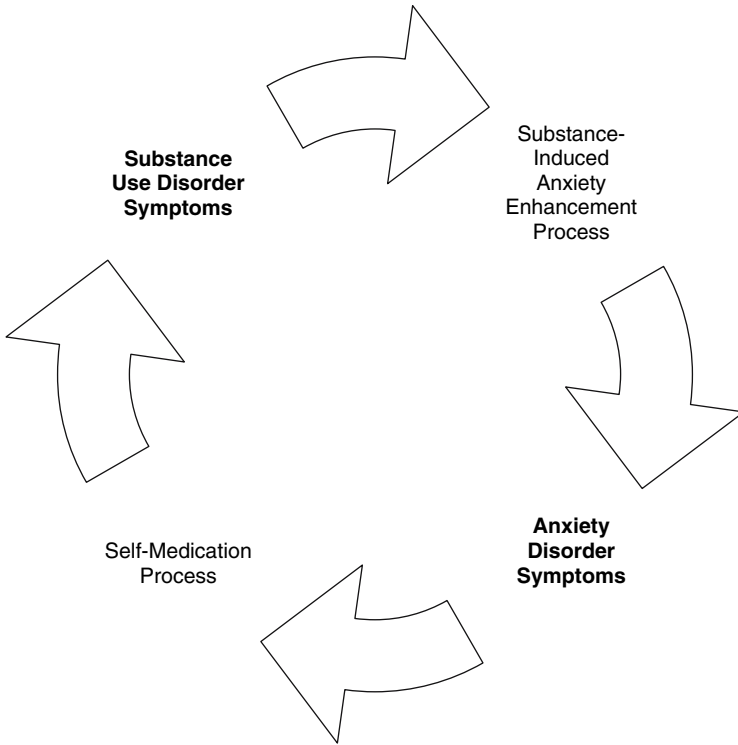 Substance
Use Disorder
Symptoms
Substance-
Induced
Anxiety
Enhancement
Process
Anxiety
Disorder
Symptoms
Self-Medication
Process